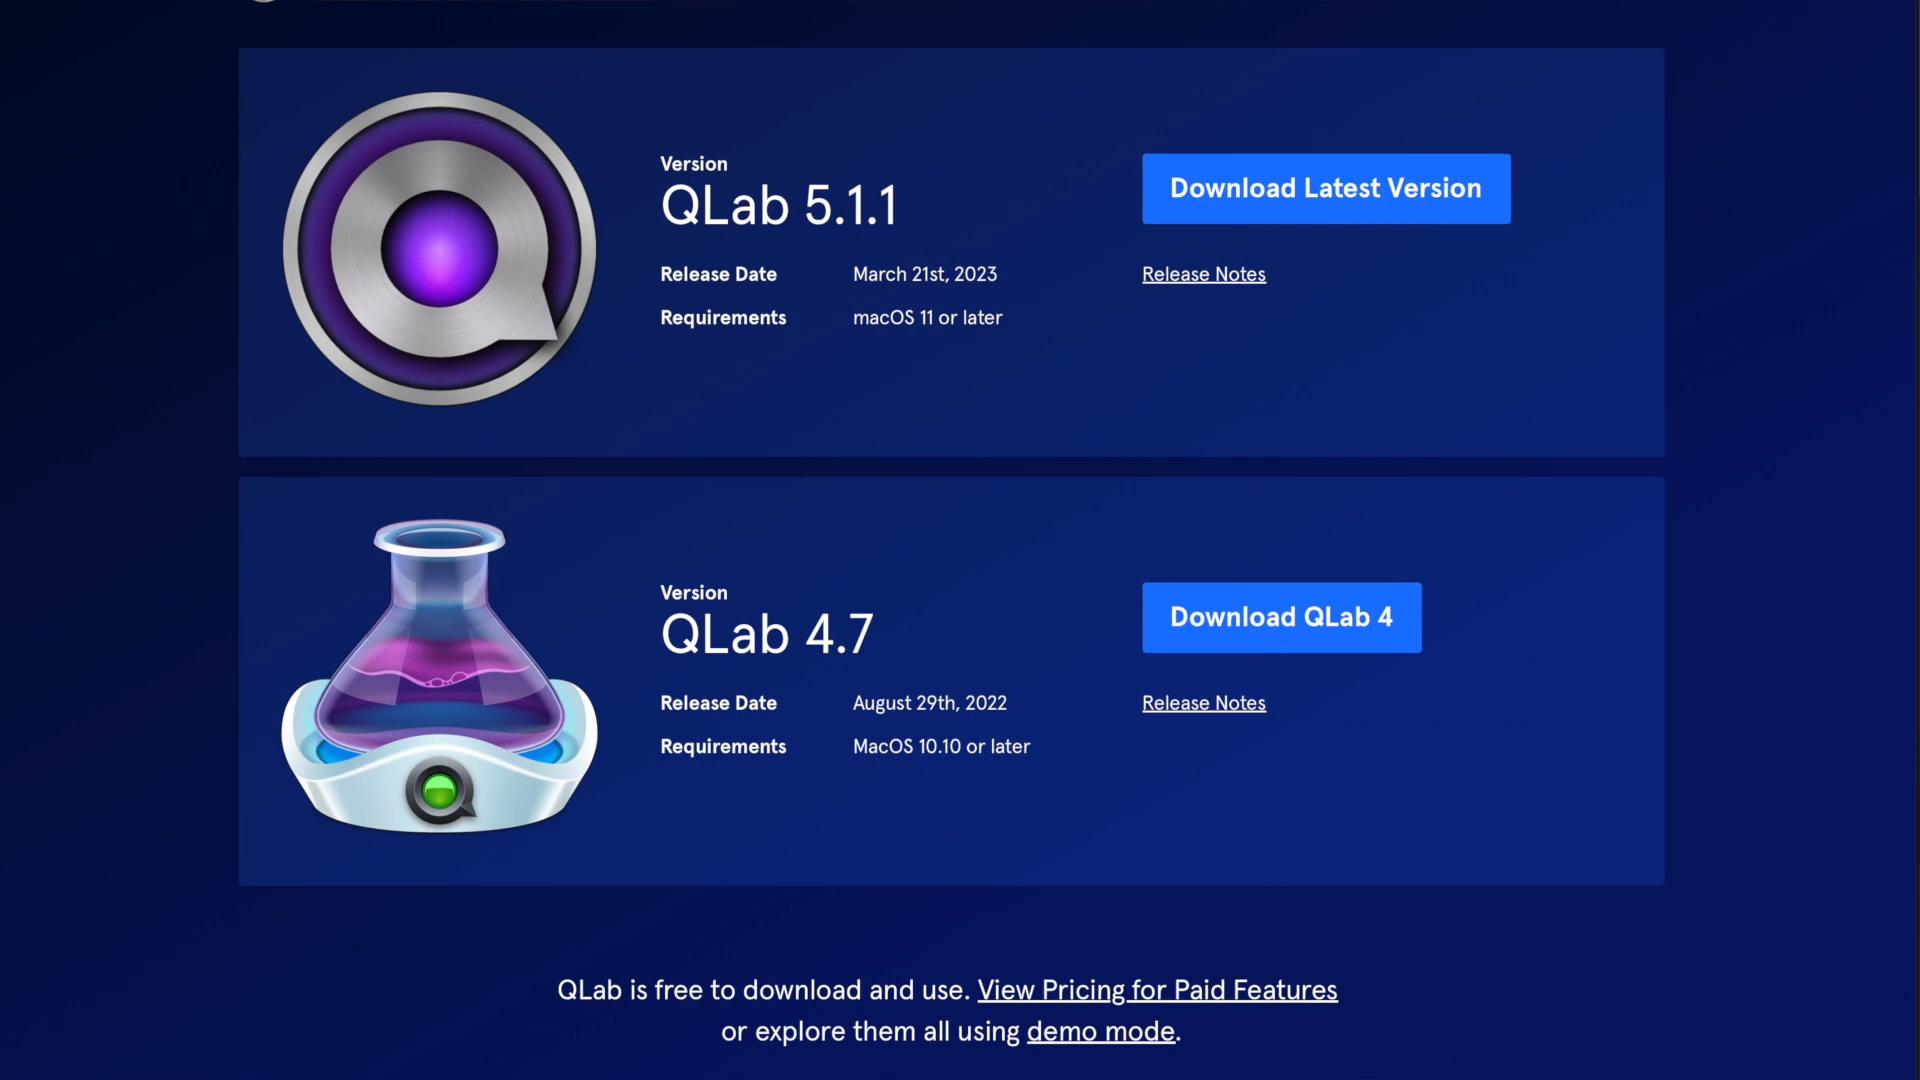 Version
QLab 5.1.1
Download Latest Version
Release Date March 21st, 2023
Release Notes
Requirements macOS 11 or later
Version
QLab 4.7
Download QLab 4
Release Date August 29th, 2022
Release Notes
Requirements MacOS 10.10 or later
QLab is free to download and use. View Pricing for Paid Features
or explore them all using demo mode.